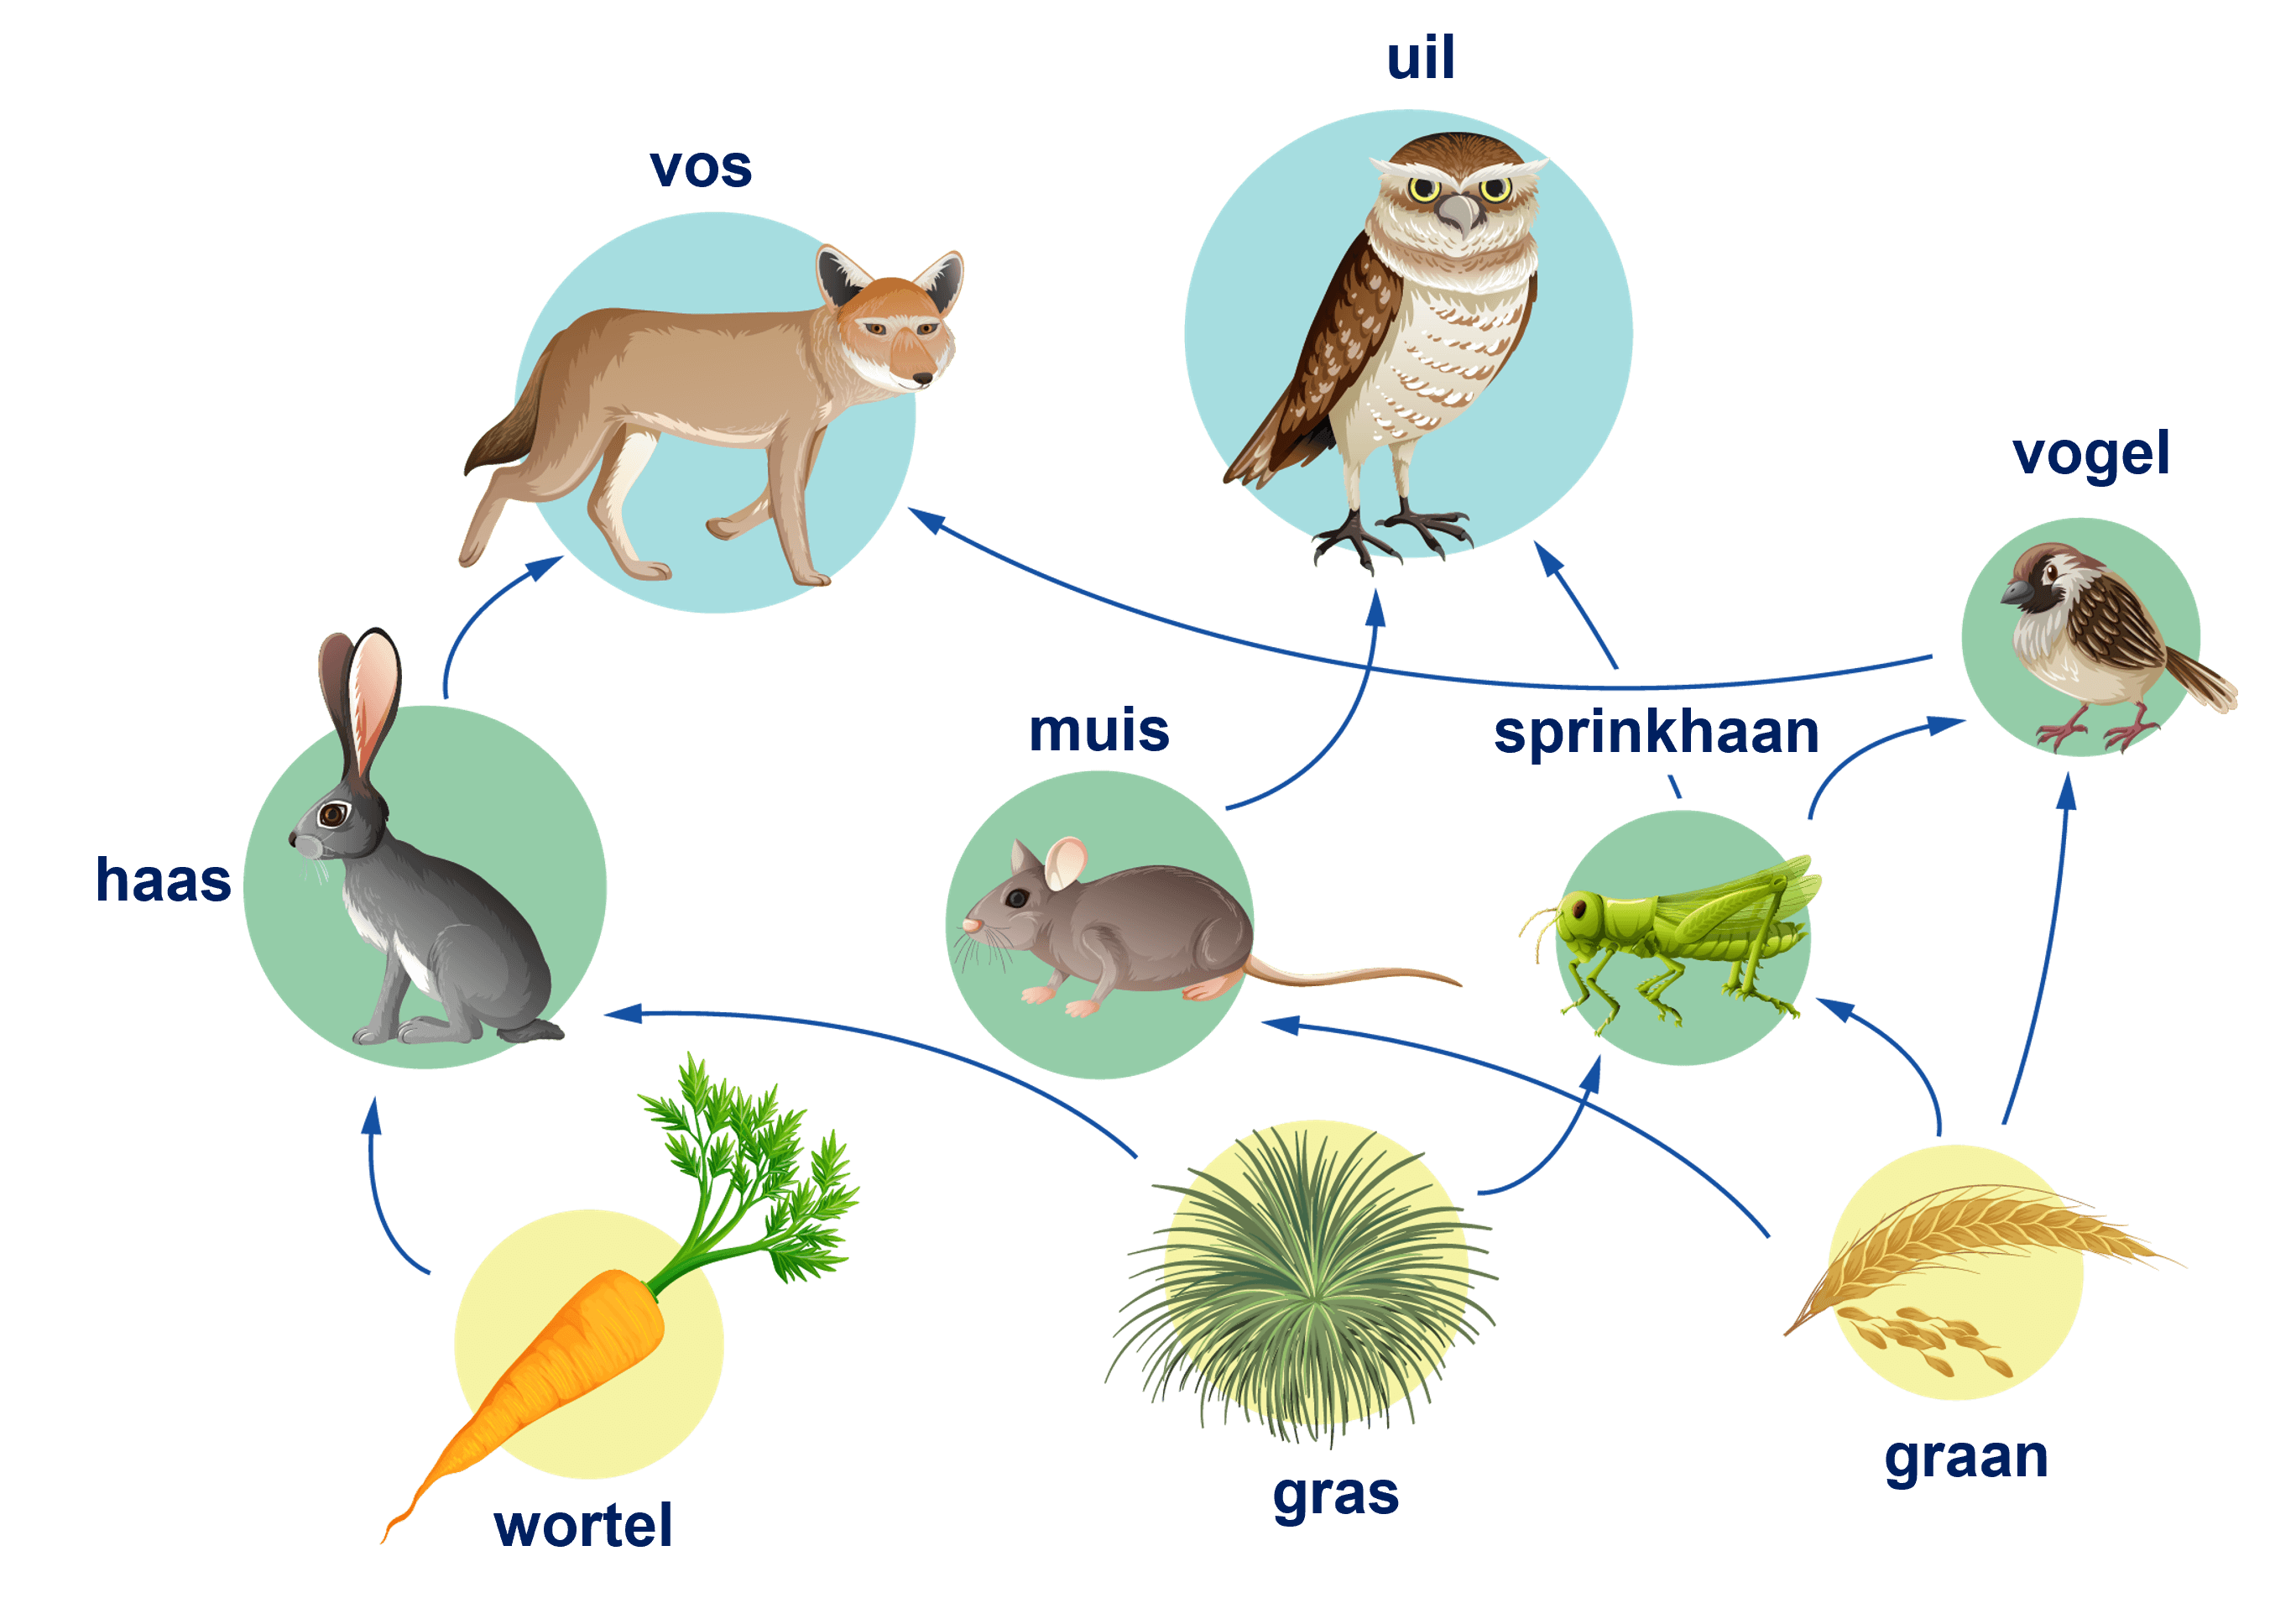 uil
vos
vogel
muis
sprinkhaan
haas
wortel
gras
graan